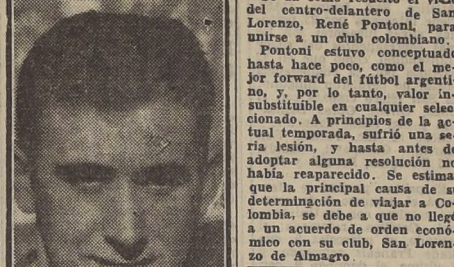 del centro-delantero de San
Lorenzo, René Pontoni, para
unirse a un club colombiano.
Pontoni estuvo conceptuado
hasta hace poco, como el me-
jor forward del fútbol argenti-
no, y, por lo tanto, valor in-
substituíble en cualquier selec-
cionado. A principios de la ac-
tual temporada, sufrió una se-
ria lesión, y hasta antes de
adoptar alguna resolución no
había reaparecido. Se estima
que la principal causa de su
determinación de viajar a Co-
lombia, se debe a que no llegó
a un acuerdo de orden econó-
mico con su club, San Loren-
zo de Almagro.